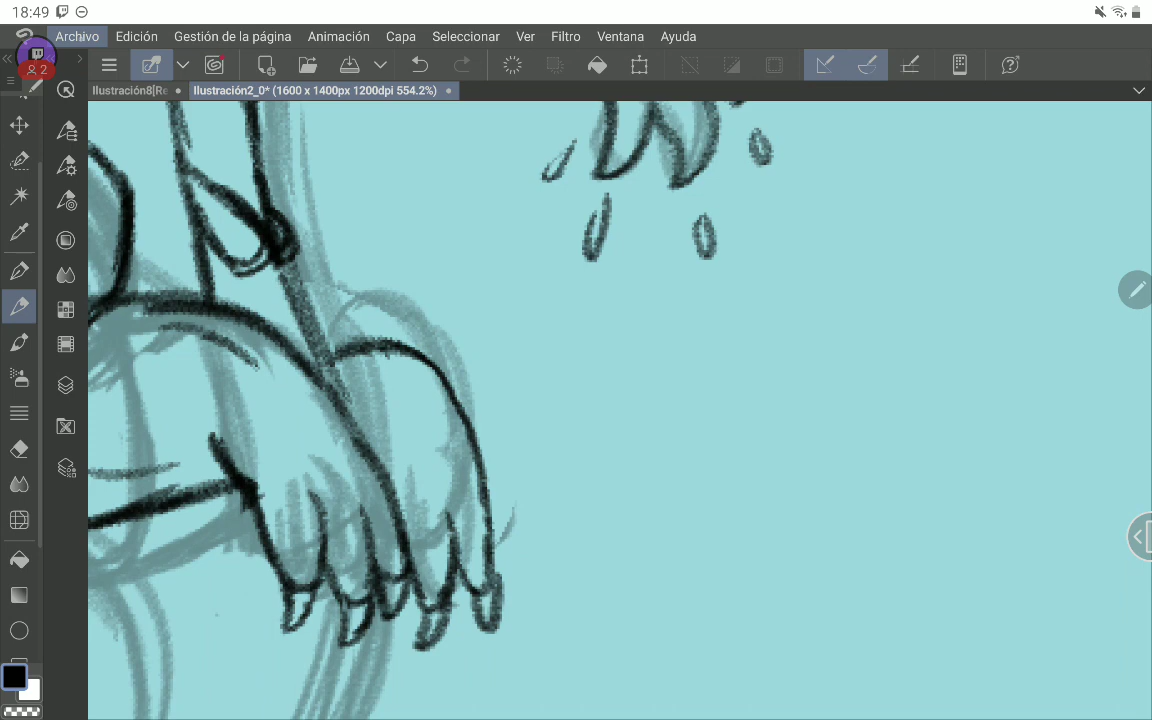 18:49
Archivo Edición Gestión de la página Animación Capa Seleccionar Ver Filtro Ventana Ayuda
2
Ilustración8[Re Ilustración2_0* (1600 x 1400px 1200dpi 554.2%)